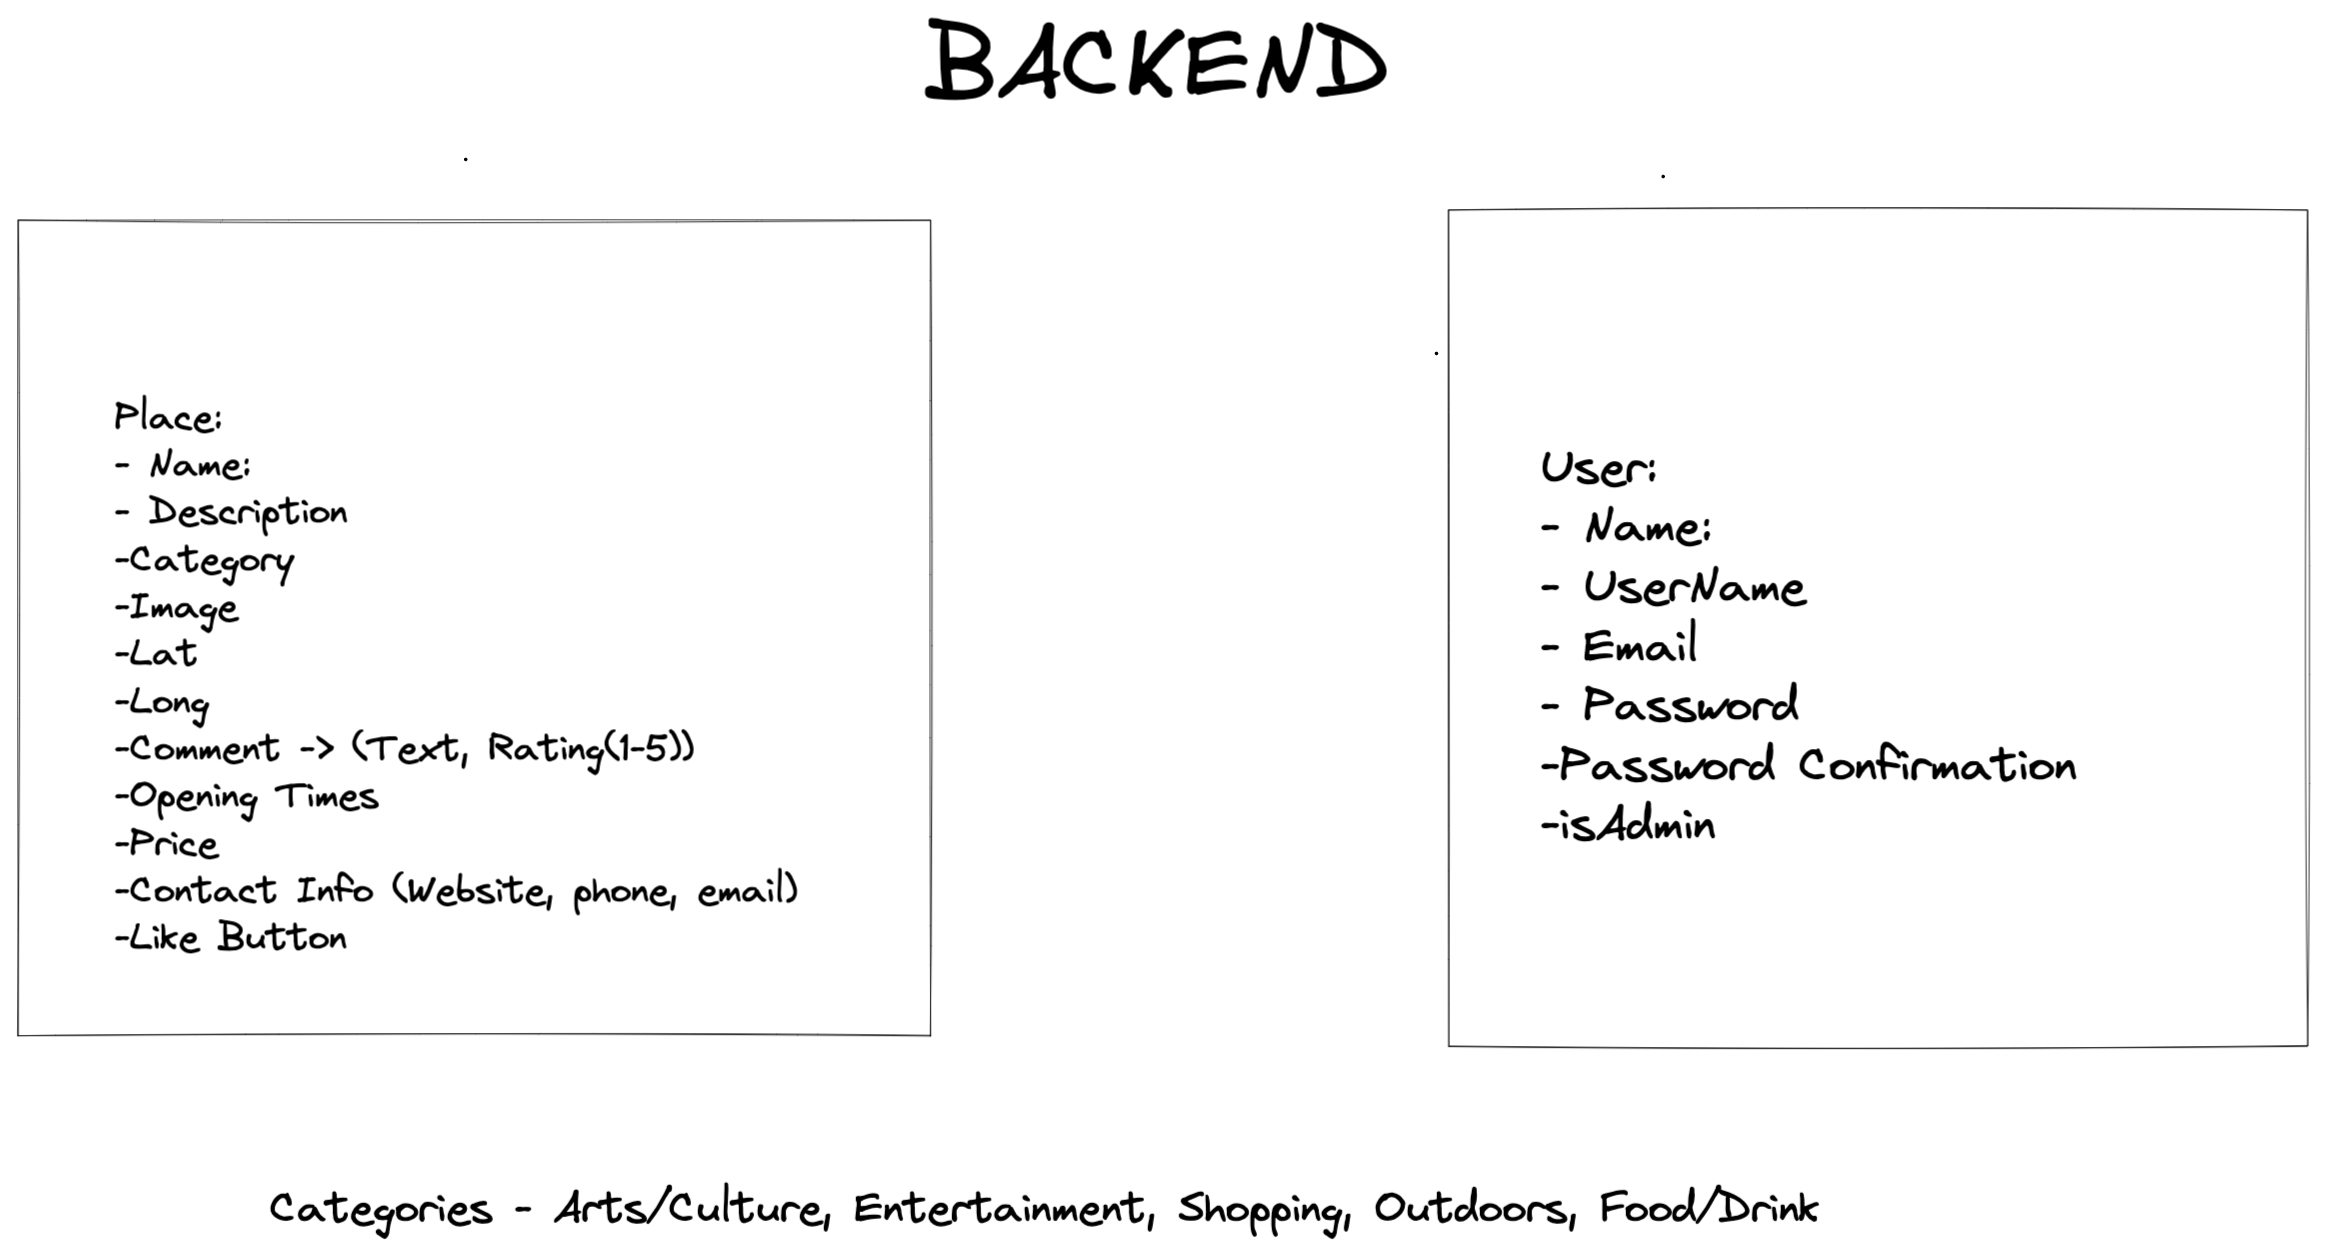 BACKEND
Place:
- Name:
- Description
-Category
-Image
-Lat
-Long
-Comment -> (Text, Rating(1-5))
-Opening Times
-Price
-Contact Info (Website, phone, email)
-Like Button
User:
- Name:
- UserName
- Email
- Password
-Password Confirmation
-isAdmin
Categories - Arts/Culture, Entertainment, Shopping, Outdoors, Food/Drink